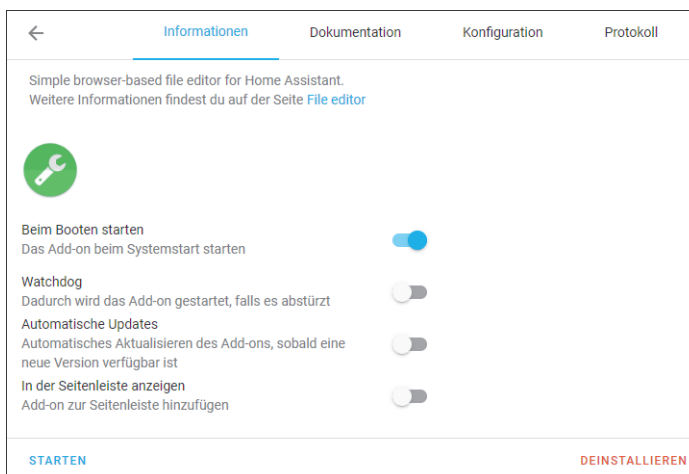 Informationen Dokumentation Konfiguration Protokoll
Simple browser-based file editor for Home Assistant.
Weitere Informationen findest du auf der Seite File editor
Beim Booten starten
Das Add-on beim Systemstart starten
Watchdog
Dadurch wird das Add-on gestartet, falls es abstürzt
Automatische Updates
Automatisches Aktualisieren des Add-ons, sobald eine
neue Version verfügbar ist
In der Seitenleiste anzeigen
Add-on zur Seitenleiste hinzufügen
STARTEN DEINSTALLIEREN